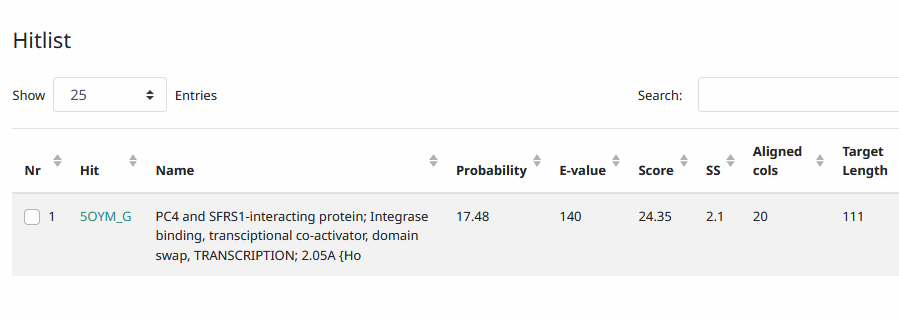 Hitlist
Show 25 Entries Search:
Nr Hit Name Probability E-value Score SS Aligned cols Target Length
1 5OYM_G PC4 and SFRS1-interacting protein; Integrase 17.48 140 24.35 2.1 20 111
binding, transciptional co-activator, domain
swap, TRANSCRIPTION; 2.05A {Ho